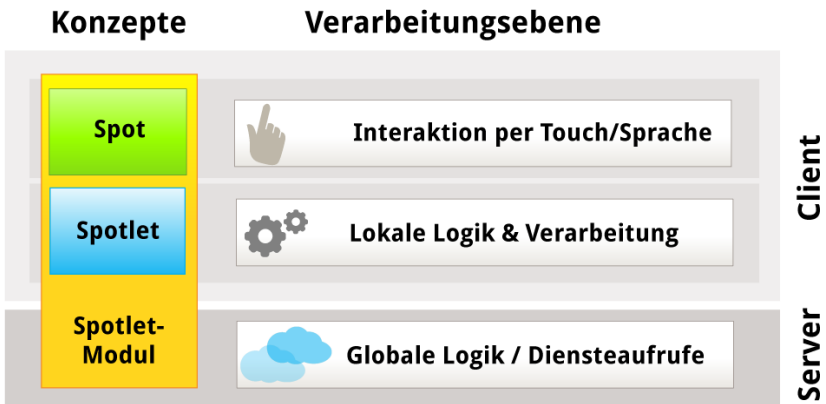 Konzepte
Verarbeitungsebene
Spot
Interaktion per Touch/Sprache
Spotlet
Lokale Logik & Verarbeitung
Client
Spotlet-
Modul
Globale Logik / Diensteaufrufe
Server